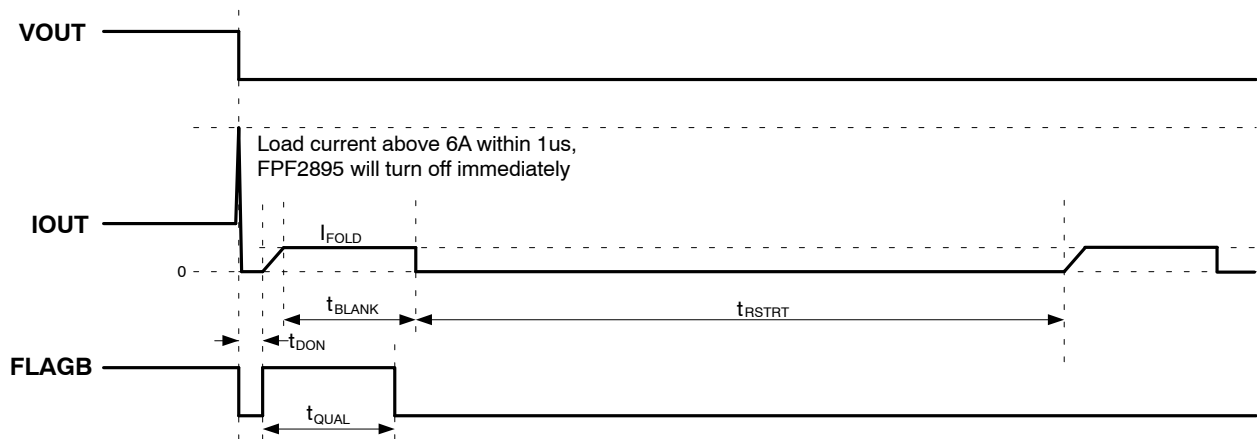 VOUT
Load current above 6A within 1us,
FPF2895 will turn off immediately
IOUT
IFOLD
0
tBLANK
tRSTRT
tDON
FLAGB
tQUAL